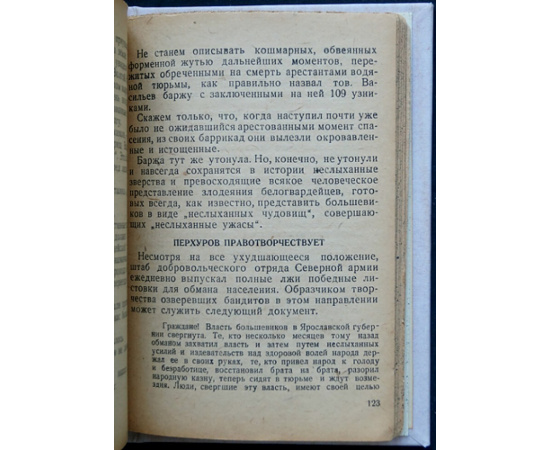 Не станем описывать кошмарных, обвеянных
форменной жутью дальнейших моментов, пере-
житых обреченными на смерть арестантами водя-
ной тюрьмы, как правильно назвал тов. Ва-
сильев баржу с заключенными на ней 109 узни-
ками.
Скажем только, что, когда наступил почти уже
было не ожидавшийся арестованными момент спа-
сения, из своих баррикад они вылезли окровавлен-
ные и истощенные.
Баржа тут же утонула. Но, конечно, не утонули
и навсегда сохранятся в истории неслыханные
зверства и превосходящие всякое человеческое
представление злодеяния белогвардейцев, гото-
вых всегда, как известно, представить большеви-
ков в виде „неслыханных чудовищ“, совершаю-
щих „неслыханные ужасы“.
ПЕРХУРОВ ПРАВОТВОРЧЕСТВУЕТ
Несмотря на все ухудшающееся положение,
штаб добровольческого отряда Северной армии
ежедневно выпускал полные лжи победные ли-
стовки для обмана населения. Образчиком твор-
чества озверевших бандитов в этом направлении
может служить следующий документ.
Граждане! Власть большевиков в Ярославской губер-
нии свергнута. Те, кто несколько месяцев тому назад
обманом захватил власть и затем путем неслыханных
усилий и издевательств над здоровой волей народа дер-
жал ее в своих руках, те, кто привел народ к голоду
и безработице, восстановил брата на брата, разорил
народную казну, теперь сидят в тюрьме и ждут возме-
здия. Люди, свергшие эту власть, имеют своей целью
123